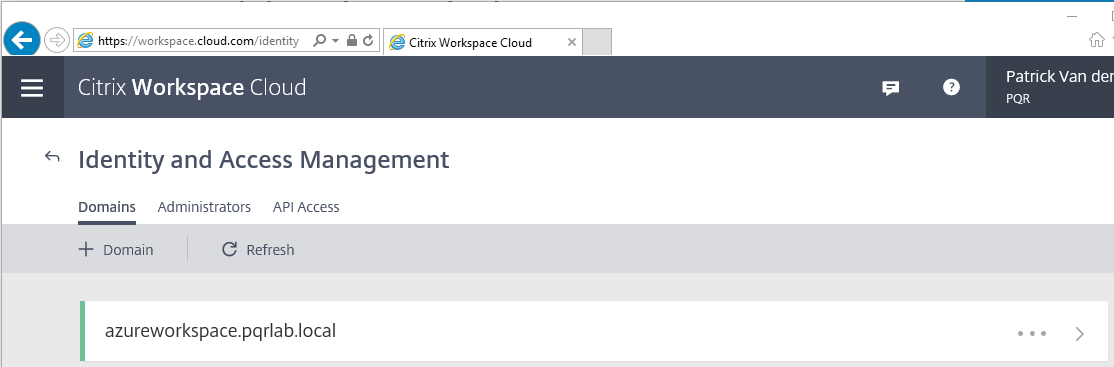 https://workspace.cloud.com/identity
Citrix Workspace Cloud
Citrix Workspace Cloud
Patrick Van der
PQR
Identity and Access Management
Domains Administrators API Access
Domain Refresh
azureworkspace.pqrlab.local